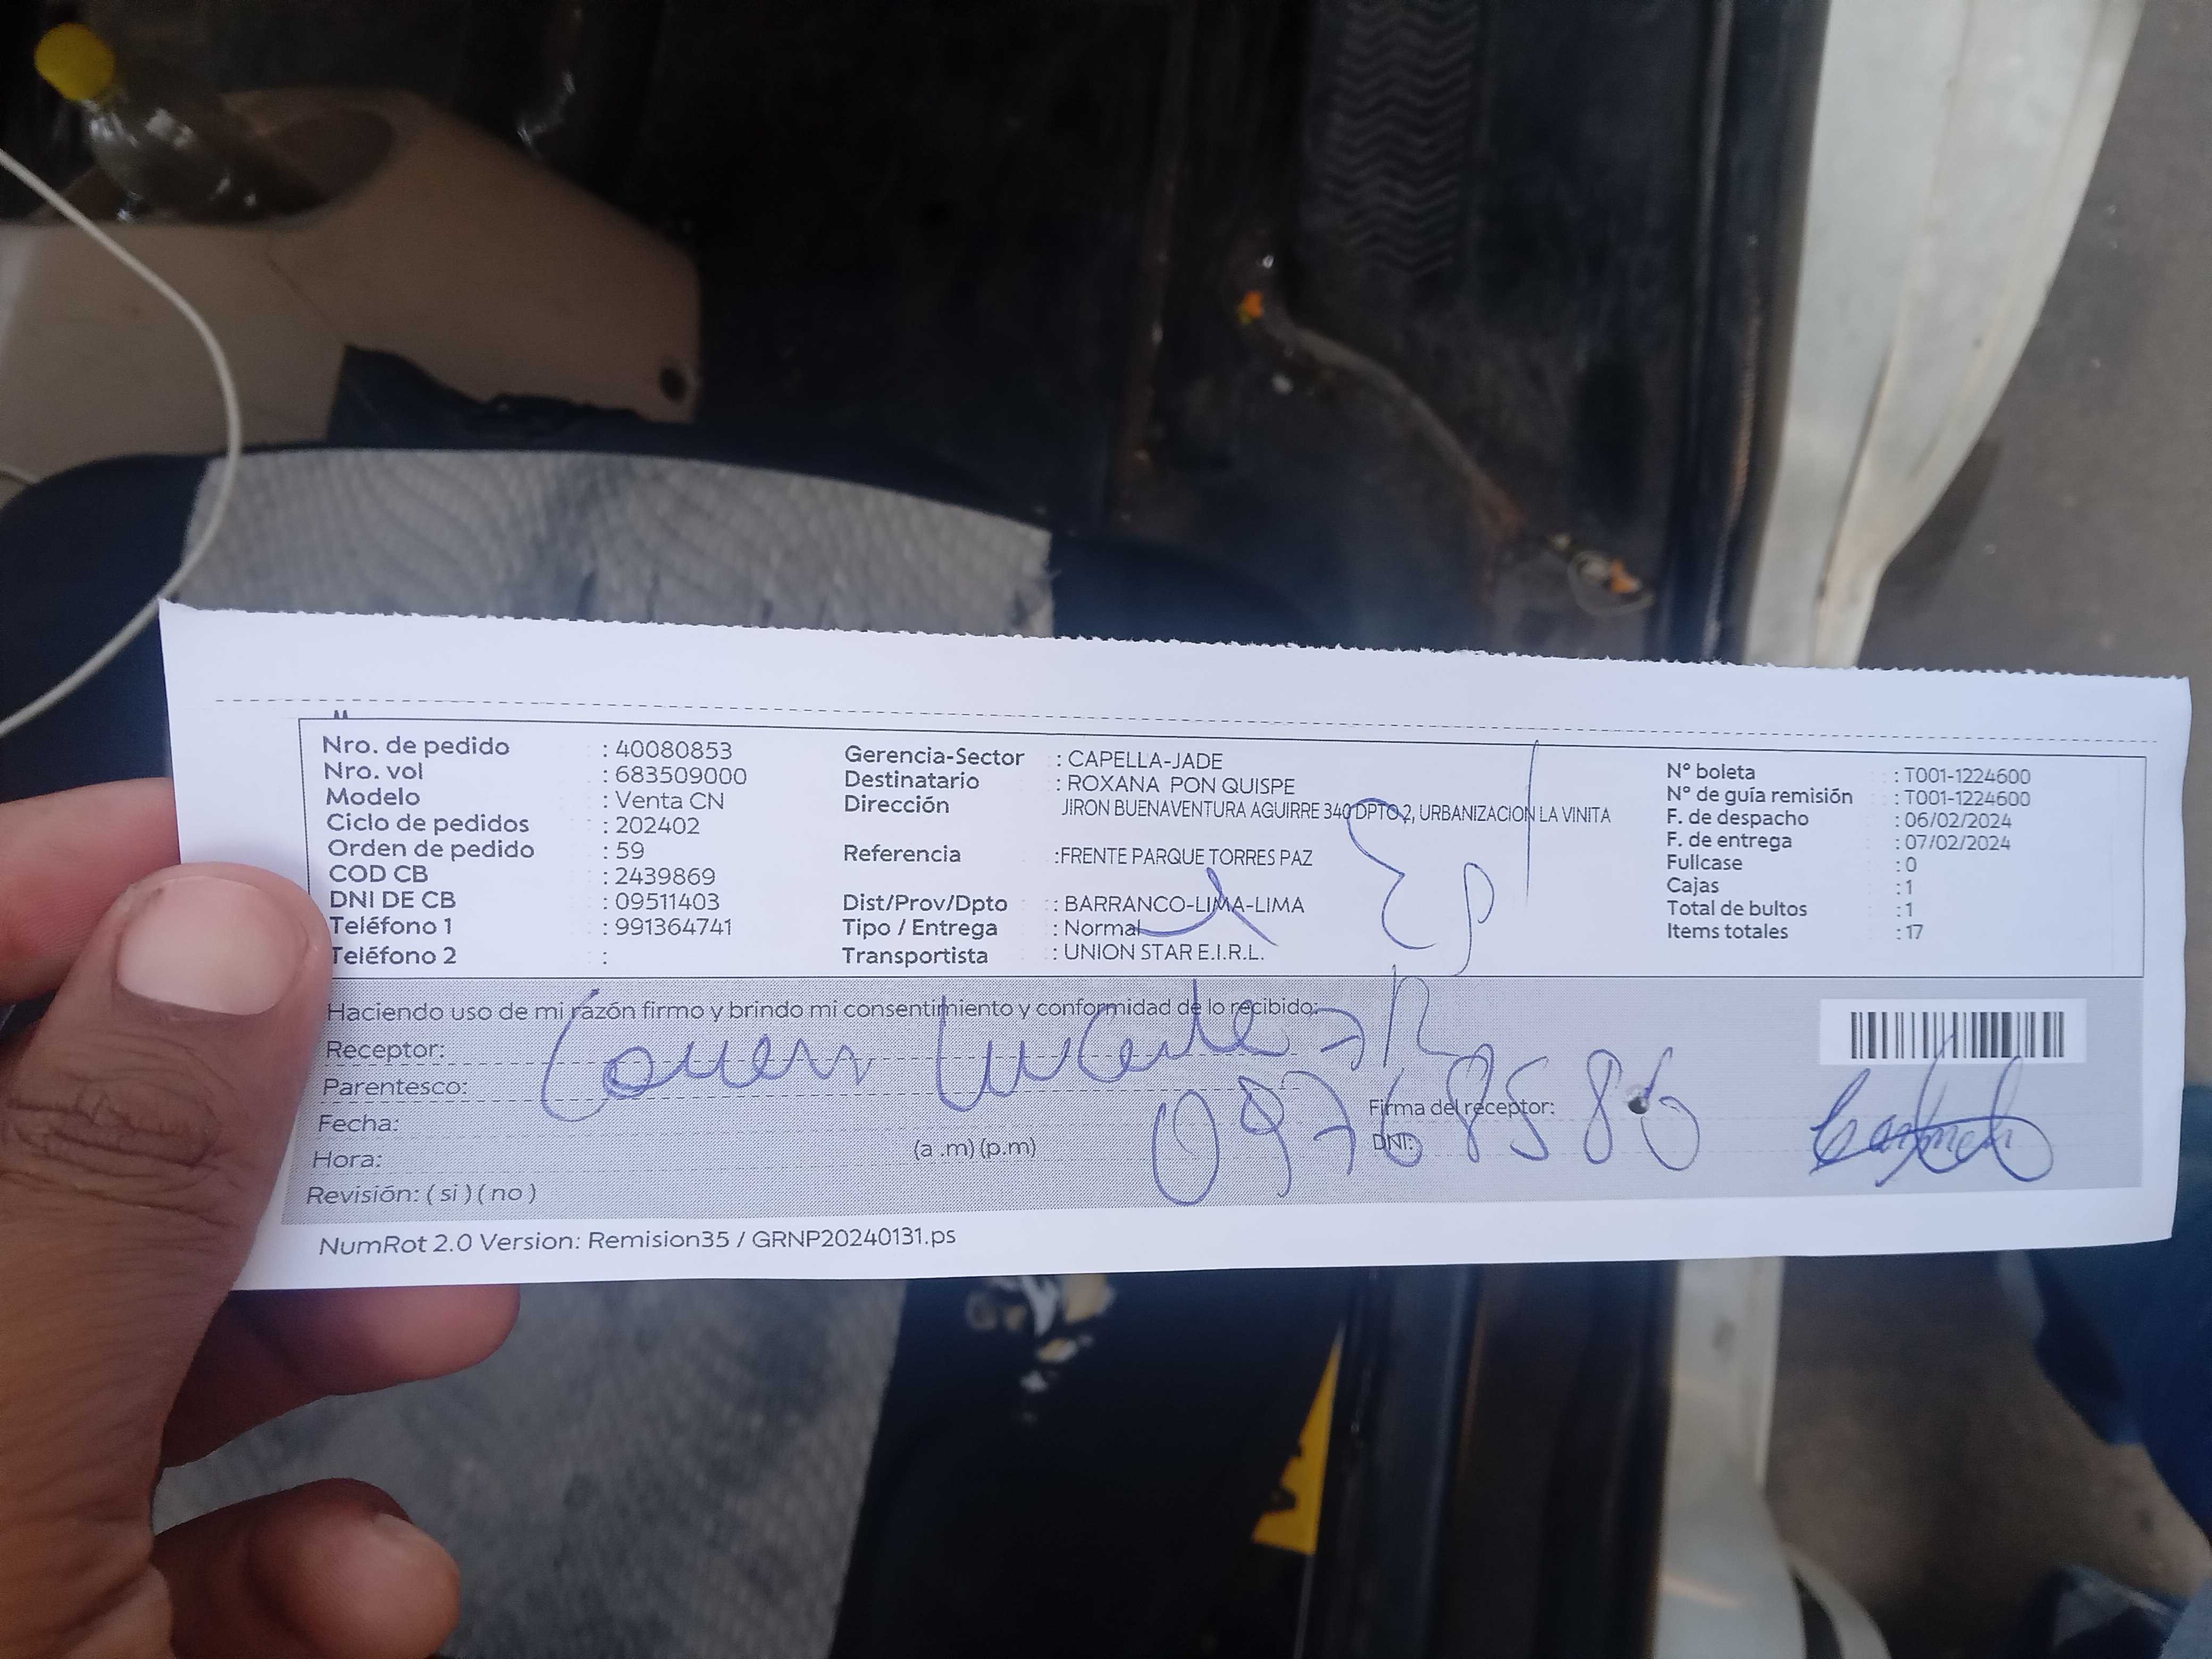 Nro. de pedido : 40080853
Nro. vol : 683509000
Modelo : Venta CN
Ciclo de pedidos : 202402
Orden de pedido : 59
COD CB : 2439869
DNI DE CB : 09511403
Teléfono 1 : 991364741
Teléfono 2 :
Gerencia-Sector : CAPELLA-JADE
Destinatario : ROXANA PON QUISPE
Dirección JIRON BUENAVENTURA AGUIRRE 340 DPTO 2, URBANIZACION LA VINITA
Referencia :FRENTE PARQUE TORRES PAZ
Dist/Prov/Dpto : BARRANCO-LIMA-LIMA
Tipo / Entrega : Normal
Transportista : UNION STAR E.I.R.L.
N° boleta : T001-1224600
N° de guía remisión : T001-1224600
F. de despacho : 06/02/2024
F. de entrega : 07/02/2024
Fullcase : 0
Cajas : 1
Total de bultos : 1
Items totales : 17
Haciendo uso de mi razón firmo y brindo mi consentimiento y conformidad de lo recibido:
Receptor:
Parentesco:
Fecha:
Hora: (a .m) (p.m)
Revisión: ( si ) ( no )
Firma del receptor:
DNI: 09768586
NumRot 2.0 Version: Remision35 / GRNP20240131.ps